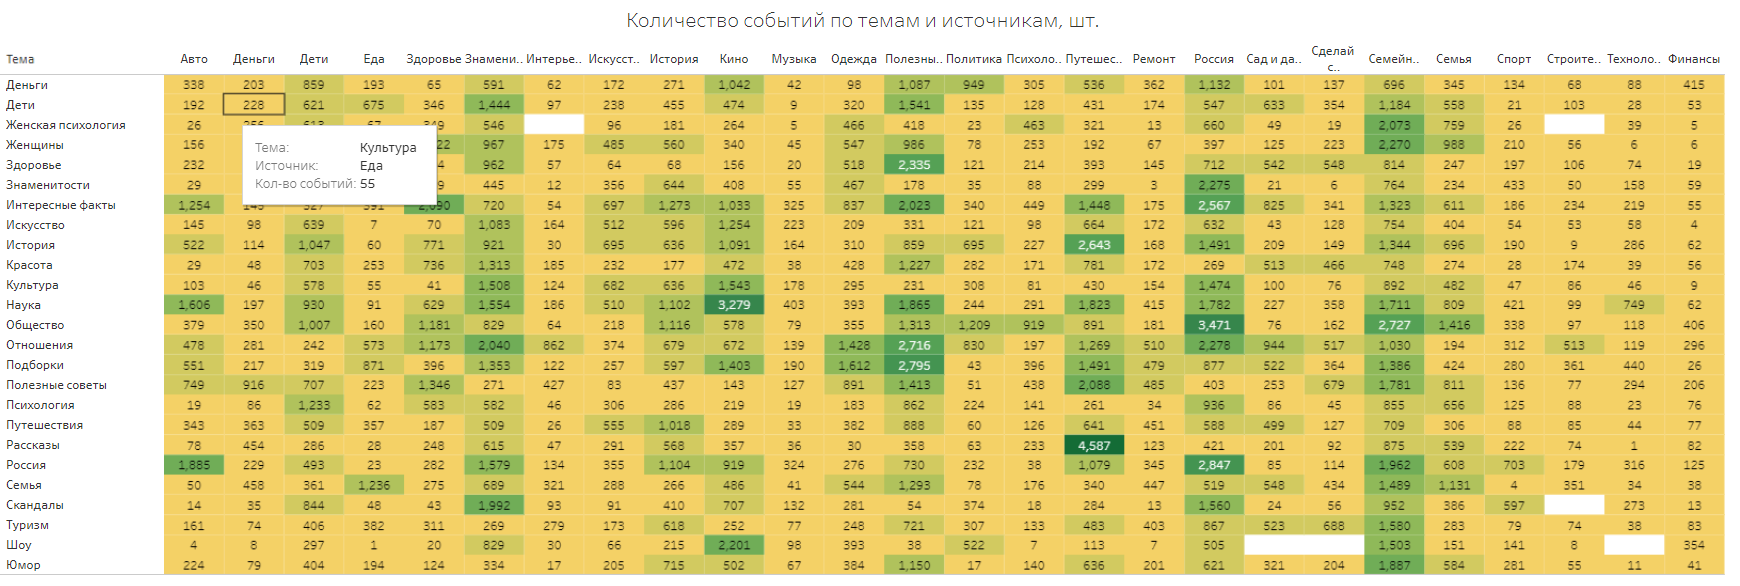 Количество событий по темам и источникам, шт.
Тема Авто Деньги Дети Еда Здоровье Знамени.. Интерье.. Искусст.. История Кино Музыка Одежда Полезны.. Политика Психоло.. Путешес.. Ремонт Россия Сад и да.. Сделай с.. Семейн.. Семья Спорт Строите.. Техноло.. Финансы
Деньги 338 203 859 193 65 591 62 172 271 1,042 42 98 1,087 949 305 536 362 1,132 101 137 696 345 134 68 88 415
Дети 192 228 621 675 346 1,444 97 238 455 474 9 320 1,541 135 128 431 174 547 633 354 1,184 558 21 103 28 53
Женская психология 26 546 96 181 264 5 466 418 23 463 321 13 660 49 19 2,073 759 26 39 5
Женщины 156 967 175 485 560 340 45 547 986 78 253 192 67 397 125 223 2,270 988 210 56 6 6
Тема: Культура
Источник: Еда
Кол-во событий: 55
Здоровье 232 962 57 64 68 156 20 518 2,335 121 214 393 145 712 542 548 814 247 197 106 74 19
Знаменитости 29 445 12 356 644 408 55 467 178 35 88 299 3 2,275 21 6 764 234 433 50 158 59
Интересные факты 1,254 720 54 697 1,273 1,033 325 837 2,023 340 449 1,448 175 2,567 825 341 1,323 611 186 234 219 55
Искусство 145 98 639 7 70 1,083 164 512 596 1,254 223 209 331 121 98 664 172 632 43 128 754 404 54 53 58 4
История 522 114 1,047 60 771 921 30 695 636 1,091 164 310 859 695 227 2,643 168 1,491 209 149 1,344 696 190 9 286 62
Красота 29 48 703 253 736 1,313 185 232 177 472 38 428 1,227 282 171 781 172 269 513 466 748 274 28 174 39 56
Культура 103 46 578 55 41 1,508 124 682 636 1,543 178 295 231 308 81 430 154 1,474 100 76 892 482 47 86 46 9
Наука 1,606 197 930 91 629 1,554 186 510 1,102 3,279 403 393 1,865 244 291 1,823 415 1,782 227 358 1,711 809 421 99 749 62
Общество 379 350 1,007 160 1,181 829 64 218 1,116 578 79 355 1,313 1,209 919 891 181 3,471 76 162 2,727 1,416 338 97 118 406
Отношения 478 281 242 573 1,173 2,040 862 374 679 672 139 1,428 2,716 830 197 1,269 510 2,278 944 517 1,030 194 312 513 119 296
Подборки 551 217 319 871 396 1,353 122 257 597 1,403 190 1,612 2,795 43 396 1,491 479 877 522 364 1,386 424 280 361 440 26
Полезные советы 749 916 707 223 1,346 271 427 83 437 143 127 891 1,413 51 438 2,088 485 403 253 679 1,781 811 136 77 294 206
Психология 19 86 1,233 62 583 582 46 306 286 219 19 183 862 224 141 261 34 936 86 45 855 656 125 88 23 76
Путешествия 343 363 509 357 187 509 26 555 1,018 289 33 382 888 60 126 641 451 588 499 127 709 306 88 85 44 77
Рассказы 78 454 286 28 248 615 47 291 568 357 36 30 358 63 233 4,587 123 421 201 92 875 539 222 74 1 82
Россия 1,885 229 493 23 282 1,579 134 355 1,104 919 324 276 730 232 38 1,079 345 2,847 85 114 1,962 608 703 179 316 125
Семья 50 458 361 1,236 275 689 321 288 266 486 41 544 1,293 78 176 340 447 519 548 434 1,489 1,131 4 351 34 38
Скандалы 14 35 844 48 43 1,992 93 91 410 707 132 281 54 374 18 284 13 1,560 24 56 952 386 597 273 13
Туризм 161 74 406 382 311 269 279 173 618 252 77 248 721 307 133 483 403 867 523 688 1,580 283 79 74 38 83
Шоу 4 8 297 1 20 829 30 66 215 2,201 98 393 38 522 7 113 7 505 1,503 151 141 8 354
Юмор 224 79 404 194 124 334 17 205 715 502 67 384 1,150 17 140 636 201 621 321 204 1,887 584 281 55 11 41